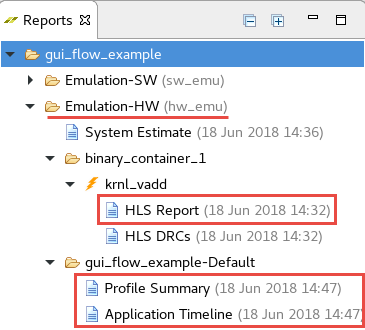 Reports
gui_flow_example
Emulation-SW (sw_emu)
Emulation-HW (hw_emu)
System Estimate (18 Jun 2018 14:36)
binary_container_1
krnl_vadd
HLS Report (18 Jun 2018 14:32)
HLS DRCs (18 Jun 2018 14:32)
gui_flow_example-Default
Profile Summary (18 Jun 2018 14:47)
Application Timeline (18 Jun 2018 14:47)